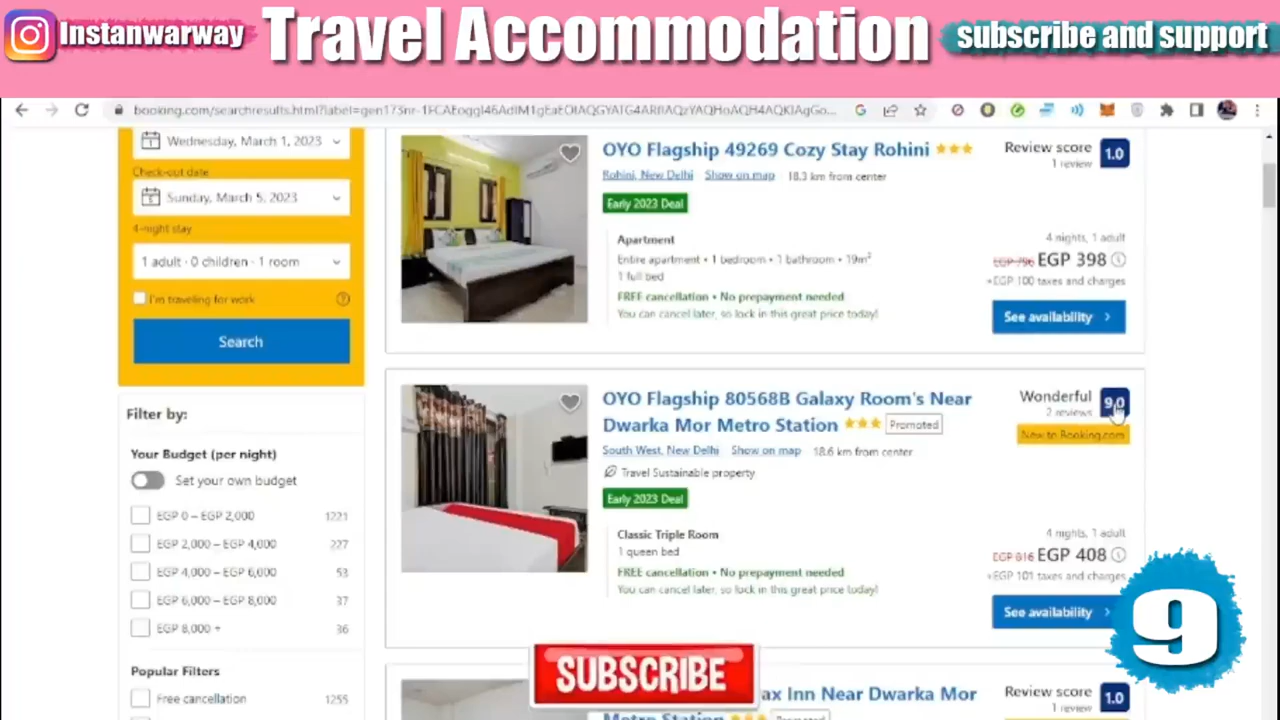 Instanwarway
Travel Accommodation
subscribe and support
Wednesday, March 1, 2023
Check-out date
Sunday, March 5, 2023
4-night stay
1 adult · 0 children · 1 room
I'm traveling for work
Search
Filter by:
Your Budget (per night)
Set your own budget
EGP 0 – EGP 2,000 1221
EGP 2,000 – EGP 4,000 227
EGP 4,000 – EGP 6,000 53
EGP 6,000 – EGP 8,000 37
EGP 8,000 + 36
Popular Filters
Free cancellation 1255
OYO Flagship 49269 Cozy Stay Rohini
Review score 1.0
1 review
Rohini, New Delhi Show on map 18.3 km from center
Early 2023 Deal
Apartment
4 nights, 1 adult
Entire apartment • 1 bedroom • 1 bathroom • 19m²
EGP 796 EGP 398
1 full bed
+EGP 100 taxes and charges
FREE cancellation • No prepayment needed
You can cancel later, so lock in this great price today!
See availability
OYO Flagship 80568B Galaxy Room's Near
Dwarka Mor Metro Station Promoted
Wonderful 9.0
2 reviews
New to Booking.com
South West, New Delhi Show on map 18.6 km from center
Travel Sustainable property
Early 2023 Deal
Classic Triple Room
4 nights, 1 adult
1 queen bed
EGP 816 EGP 408
+EGP 101 taxes and charges
FREE cancellation • No prepayment needed
You can cancel later, so lock in this great price today!
See availability
9
SUBSCRIBE
Inn Near Dwarka Mor
Metro Station Promoted
Review score 1.0
1 review